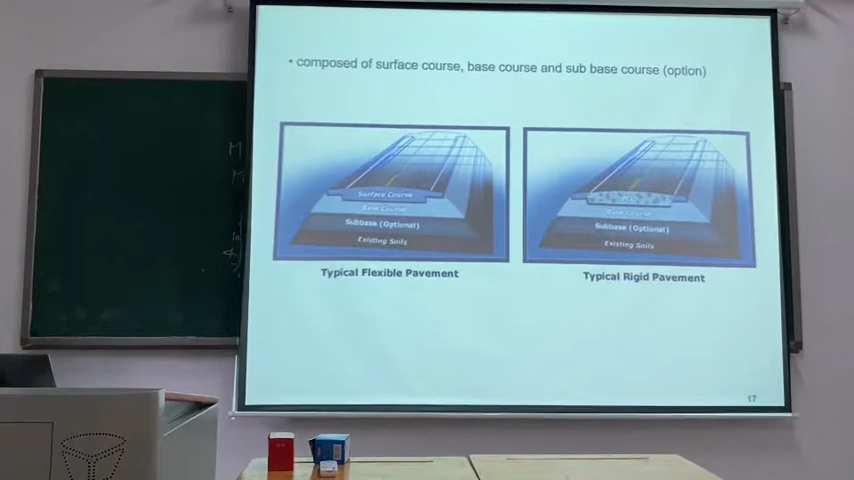 • composed of surface course, base course and sub base course (option)
Surface Course
Base Course
Subbase (Optional)
Existing Soils
PCC
Base Course
Subbase (Optional)
Existing Soils
Typical Flexible Pavement
Typical Rigid Pavement
17